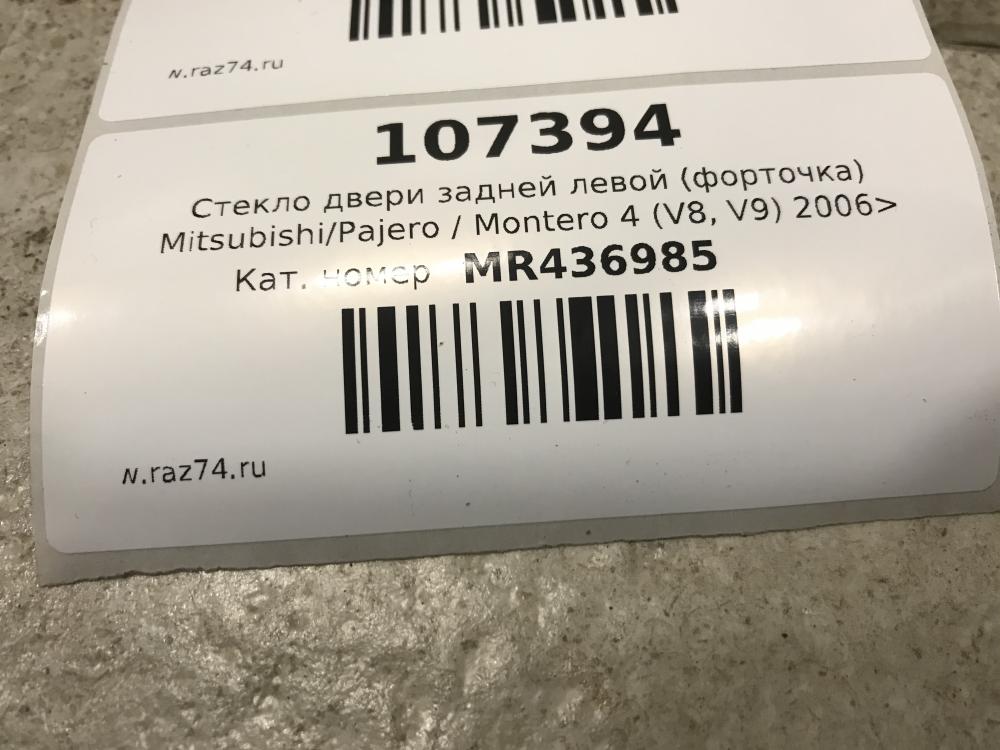 w.raz74.ru
107394
Стекло двери задней левой (форточка)
Mitsubishi/Pajero / Montero 4 (V8, V9) 2006>
Кат. номер MR436985
w.raz74.ru